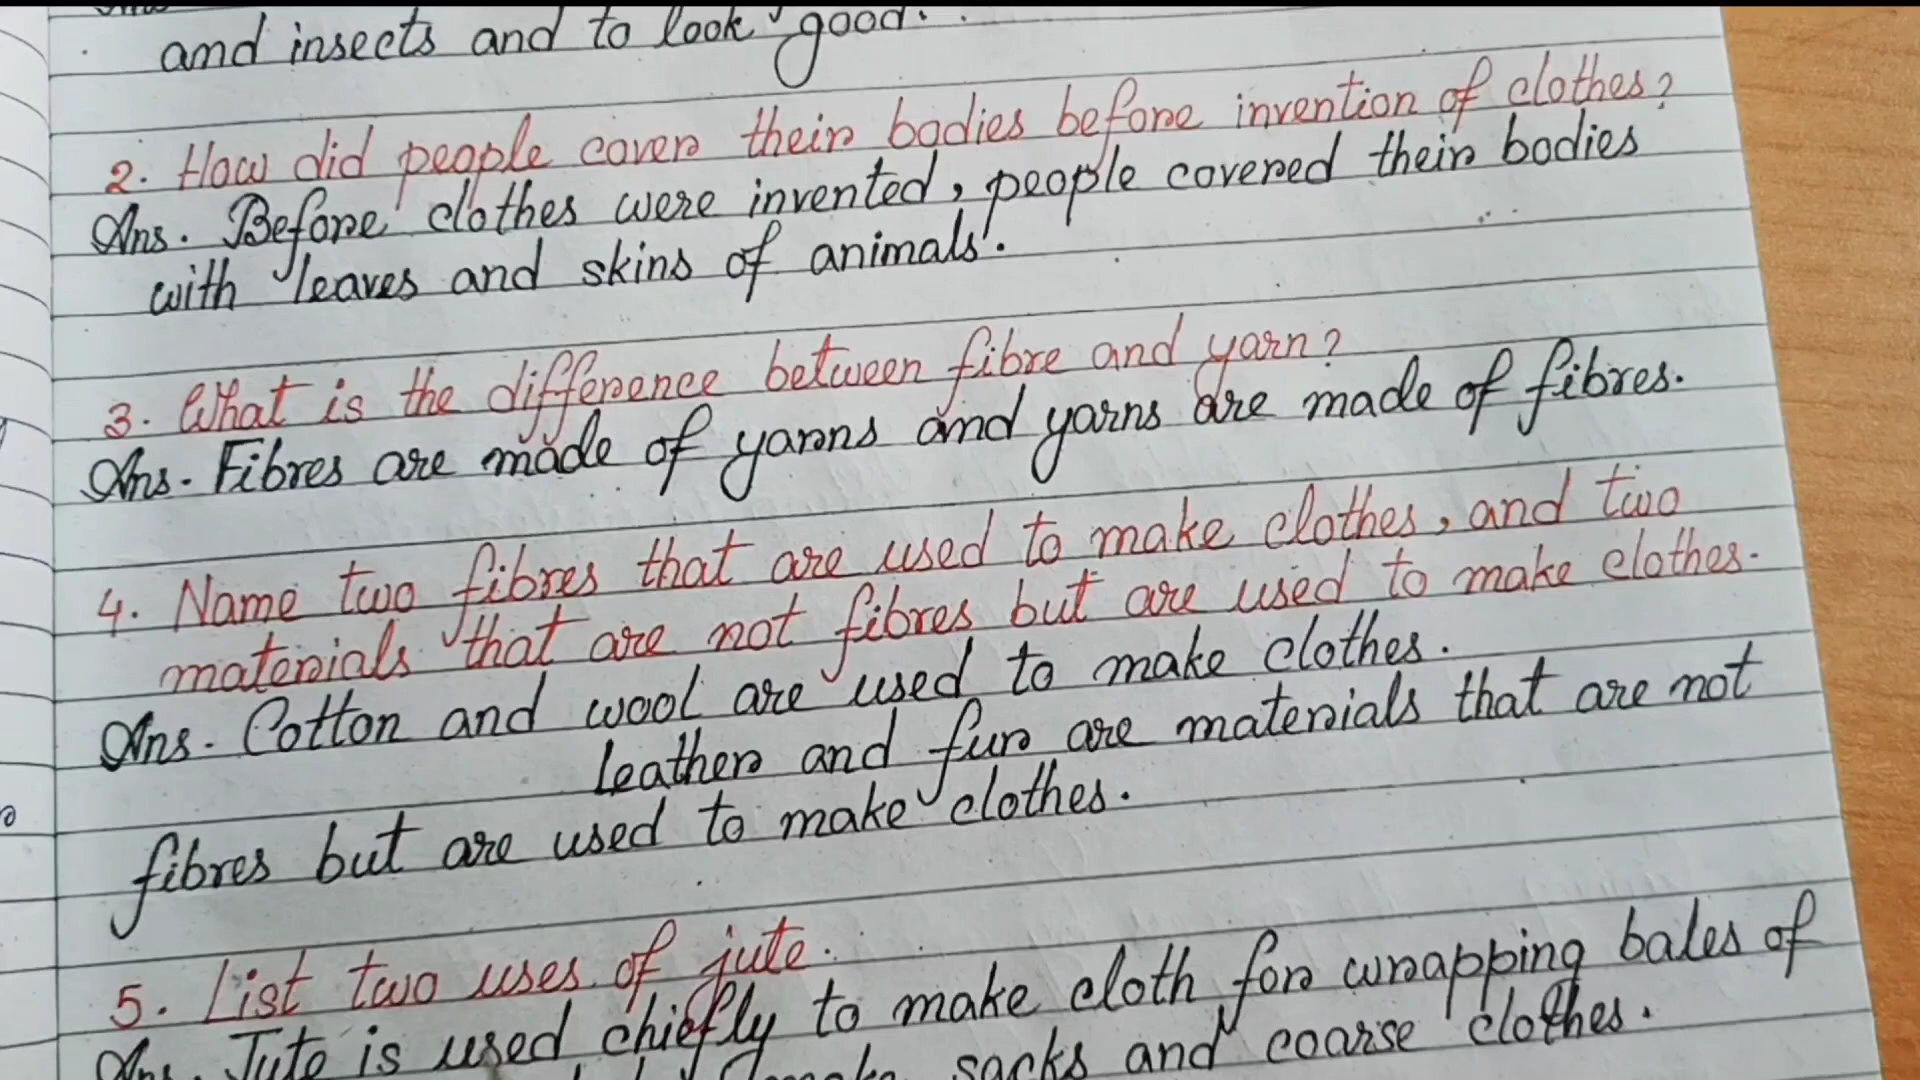 and insects and to look good.
2. How did people cover their bodies before invention of clothes?
Ans. Before clothes were invented, people covered their bodies
with leaves and skins of animals.
3. What is the difference between fibre and yarn?
Ans. Fibres are made of yarns and yarns are made of fibres.
4. Name two fibres that are used to make clothes, and two
materials that are not fibres but are used to make clothes.
Ans. Cotton and wool are used to make clothes.
leather and fur are materials that are not
fibres but are used to make clothes.
5. List two uses of jute.
Ans. Jute is used chiefly to make cloth for wrapping bales of
make sacks and coarse clothes.